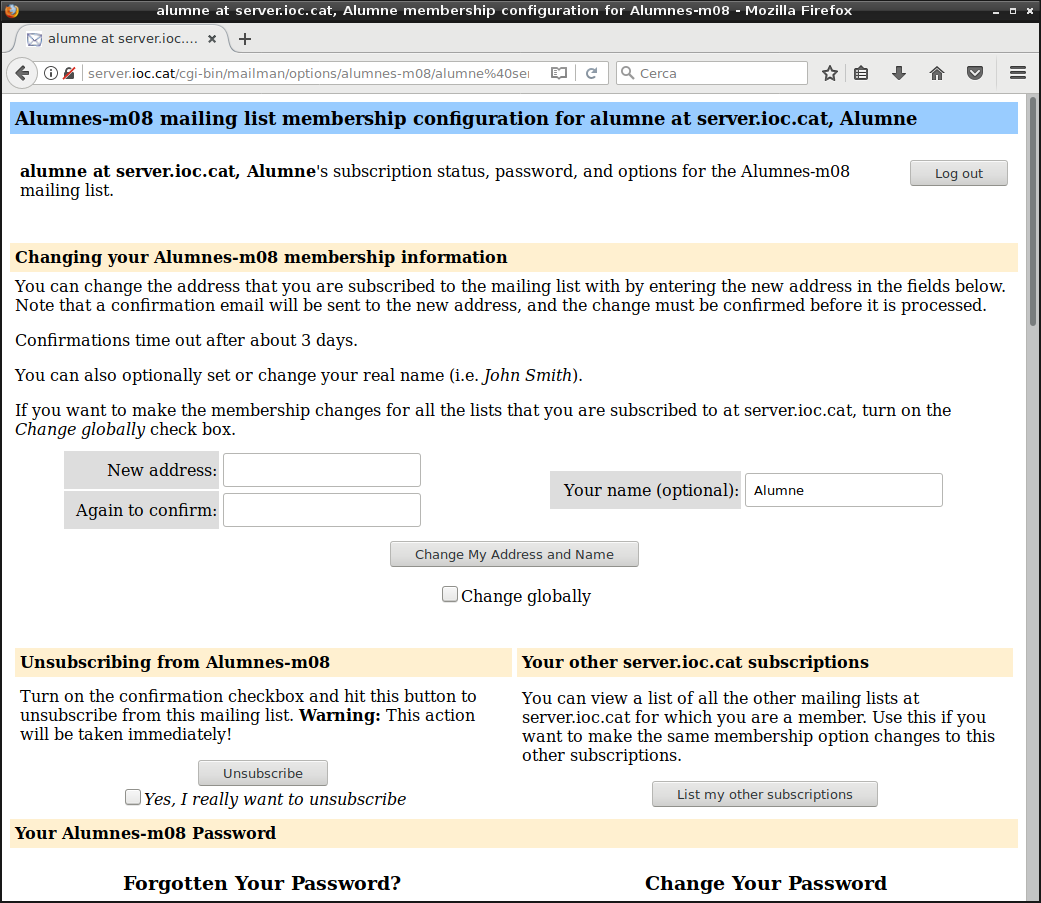 alumne at server.ioc.cat, Alumne membership configuration for Alumnes-m08 - Mozilla Firefox
alumne at server.ioc....
server.ioc.cat/cgi-bin/mailman/options/alumnes-m08/alumne%40ser
Cerca
Alumnes-m08 mailing list membership configuration for alumne at server.ioc.cat, Alumne
alumne at server.ioc.cat, Alumne's subscription status, password, and options for the Alumnes-m08
mailing list.
Log out
Changing your Alumnes-m08 membership information
You can change the address that you are subscribed to the mailing list with by entering the new address in the fields below.
Note that a confirmation email will be sent to the new address, and the change must be confirmed before it is processed.
Confirmations time out after about 3 days.
You can also optionally set or change your real name (i.e. John Smith).
If you want to make the membership changes for all the lists that you are subscribed to at server.ioc.cat, turn on the
Change globally check box.
New address:
Again to confirm:
Your name (optional):
Alumne
Change My Address and Name
Change globally
Unsubscribing from Alumnes-m08
Turn on the confirmation checkbox and hit this button to
unsubscribe from this mailing list. Warning: This action
will be taken immediately!
Unsubscribe
Yes, I really want to unsubscribe
Your other server.ioc.cat subscriptions
You can view a list of all the other mailing lists at
server.ioc.cat for which you are a member. Use this if you
want to make the same membership option changes to this
other subscriptions.
List my other subscriptions
Your Alumnes-m08 Password
Forgotten Your Password?
Change Your Password